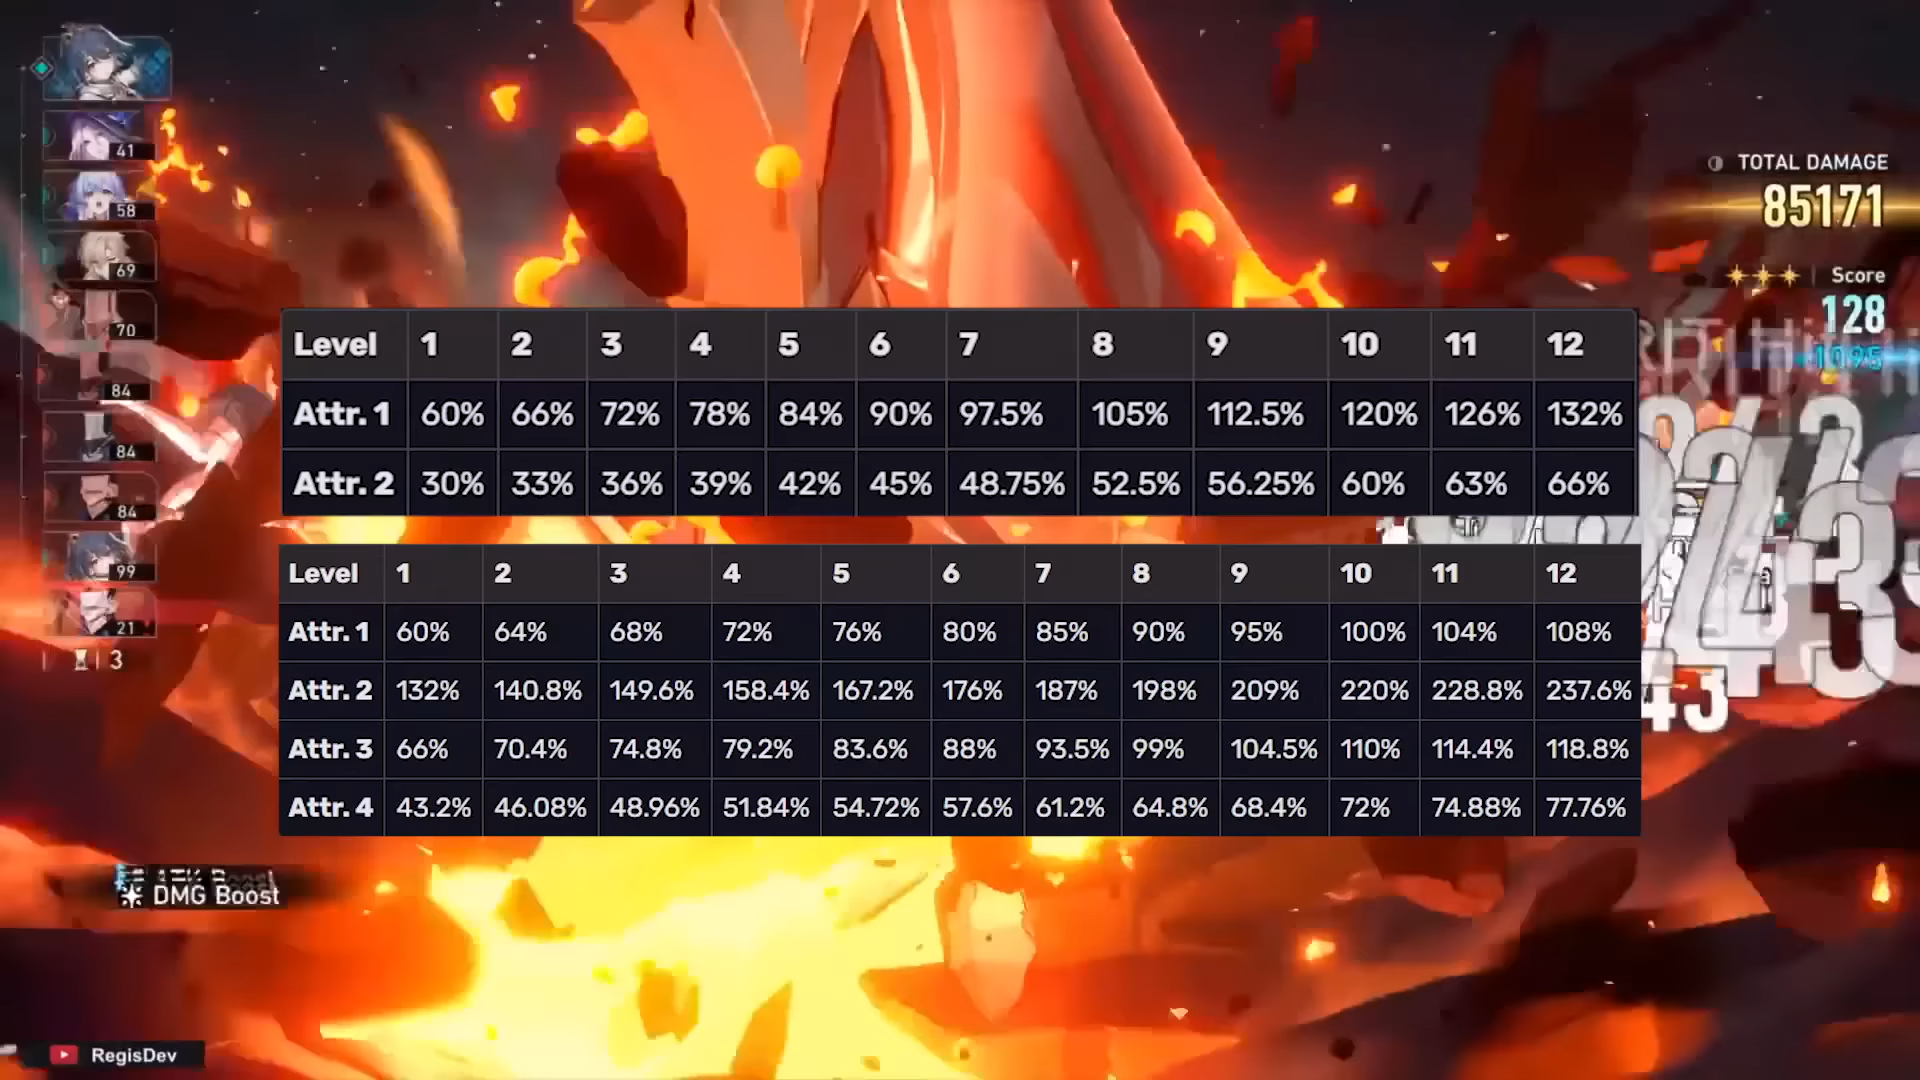 41
58
69
70
84
84
84
99
21
3
TOTAL DAMAGE
85171
Score
128
1095
Level 1 2 3 4 5 6 7 8 9 10 11 12
Attr. 1 60% 66% 72% 78% 84% 90% 97.5% 105% 112.5% 120% 126% 132%
Attr. 2 30% 33% 36% 39% 42% 45% 48.75% 52.5% 56.25% 60% 63% 66%
Level 1 2 3 4 5 6 7 8 9 10 11 12
Attr. 1 60% 64% 68% 72% 76% 80% 85% 90% 95% 100% 104% 108%
Attr. 2 132% 140.8% 149.6% 158.4% 167.2% 176% 187% 198% 209% 220% 228.8% 237.6%
Attr. 3 66% 70.4% 74.8% 79.2% 83.6% 88% 93.5% 99% 104.5% 110% 114.4% 118.8%
Attr. 4 43.2% 46.08% 48.96% 51.84% 54.72% 57.6% 61.2% 64.8% 68.4% 72% 74.88% 77.76%
DMG Boost
RegisDev